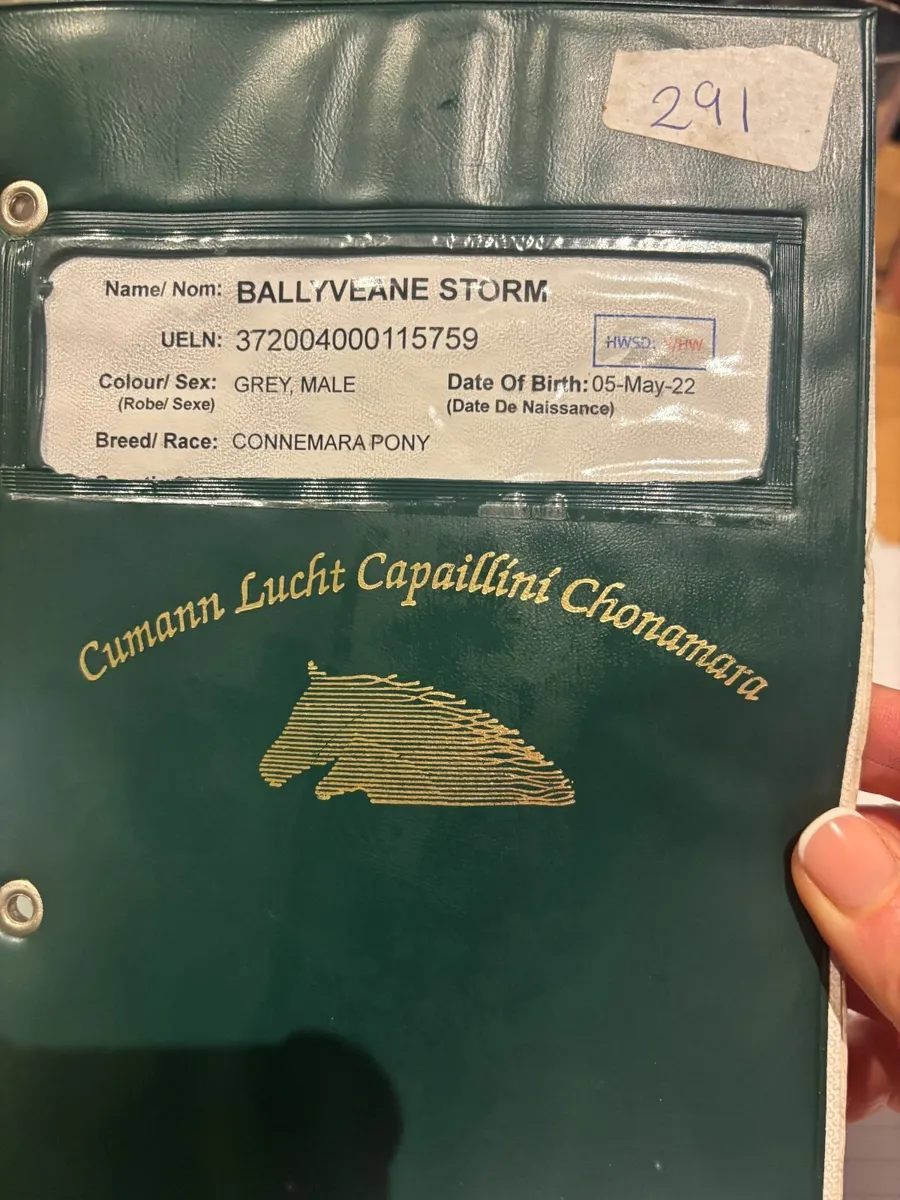 291
Name/ Nom: BALLYVEANE STORM
UELN: 372004000115759
HWSD: /HW
Colour/ Sex: GREY, MALE Date Of Birth: 05-May-22
(Robe/ Sexe) (Date De Naissance)
Breed/ Race: CONNEMARA PONY
Cumann Lucht Capaillíní Chonamara